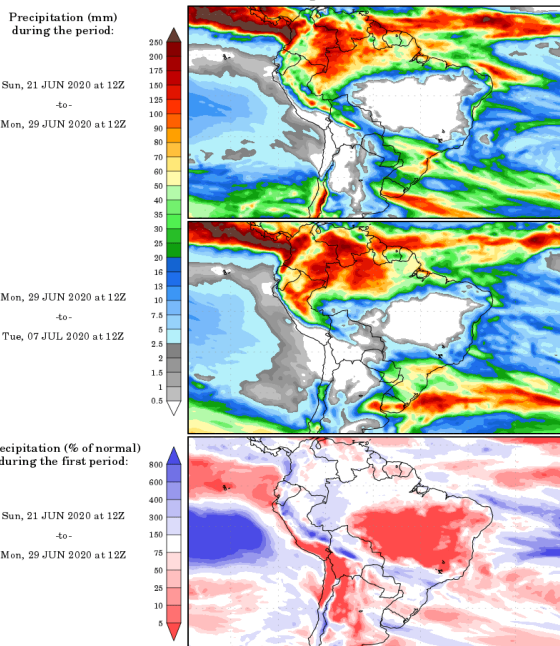 Precipitation (mm)
during the period:
Sun, 21 JUN 2020 at 12Z
-to-
Mon, 29 JUN 2020 at 12Z
250
200
175
150
125
100
90
80
70
60
50
40
35
30
25
20
16
13
10
7.5
5
2.5
2
1.5
1
0.5
Mon, 29 JUN 2020 at 12Z
-to-
Tue, 07 JUL 2020 at 12Z
ecipitation (% of normal)
during the first period:
Sun, 21 JUN 2020 at 12Z
-to-
Mon, 29 JUN 2020 at 12Z
800
600
400
300
150
75
50
25
10
5